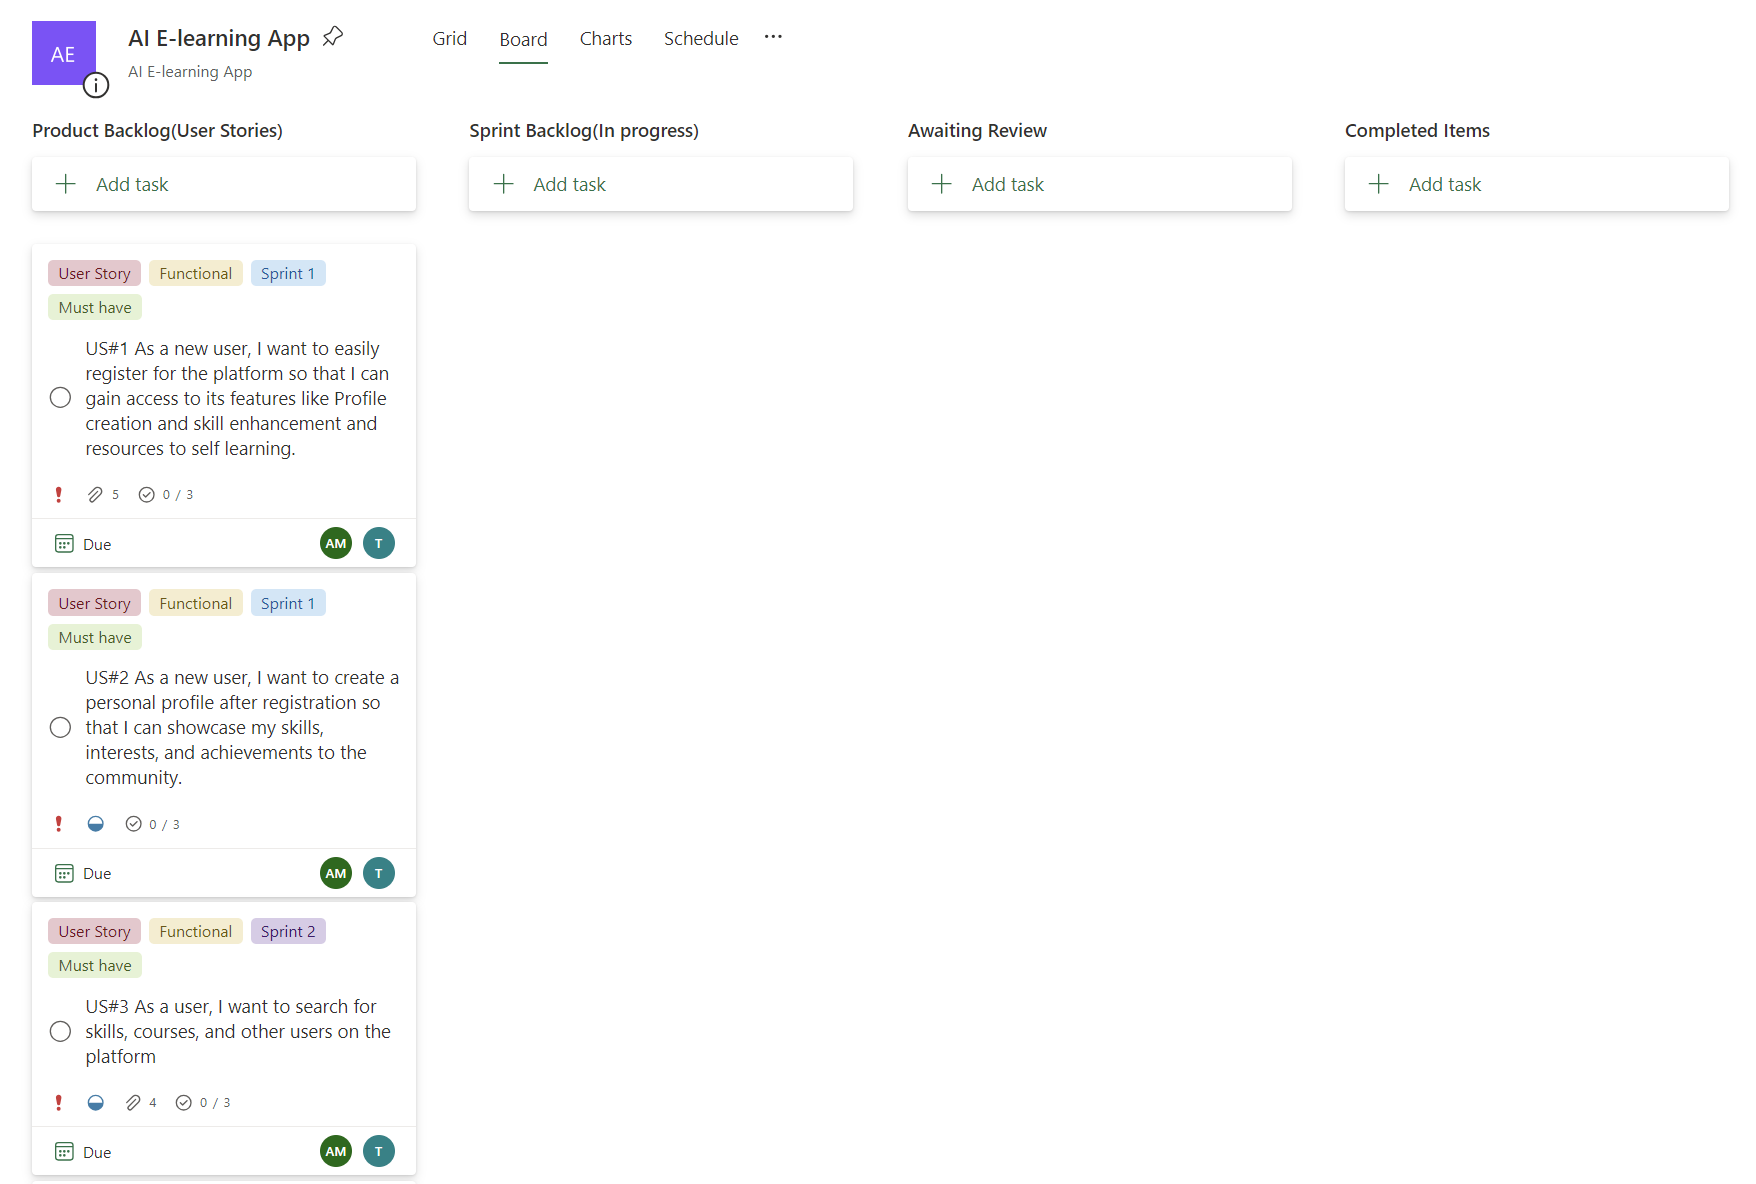 AE
AI E-learning App
AI E-learning App
Grid
Board
Charts
Schedule
Product Backlog(User Stories)
Add task
Sprint Backlog(In progress)
Add task
Awaiting Review
Add task
Completed Items
Add task
User Story
Functional
Sprint 1
Must have
US#1 As a new user, I want to easily
register for the platform so that I can
gain access to its features like Profile
creation and skill enhancement and
resources to self learning.
5
0 / 3
Due
AM
T
User Story
Functional
Sprint 1
Must have
US#2 As a new user, I want to create a
personal profile after registration so
that I can showcase my skills,
interests, and achievements to the
community.
0 / 3
Due
AM
T
User Story
Functional
Sprint 2
Must have
US#3 As a user, I want to search for
skills, courses, and other users on the
platform
4
0 / 3
Due
AM
T